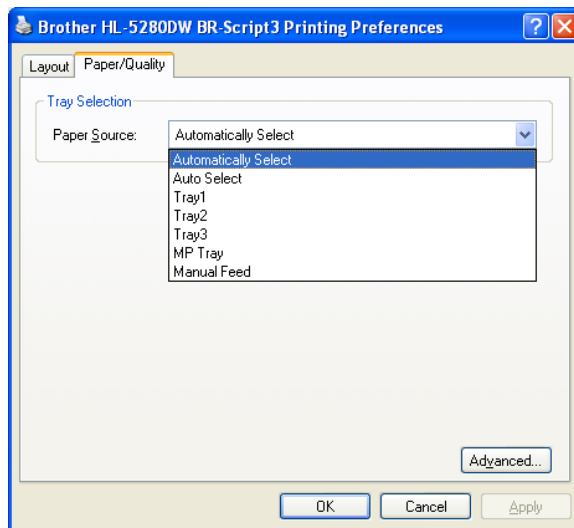 Brother HL-5280DW BR-Script3 Printing Preferences
Layout Paper/Quality
Tray Selection
Paper Source: Automatically Select
Automatically Select
Auto Select
Tray1
Tray2
Tray3
MP Tray
Manual Feed
Advanced...
OK Cancel Apply